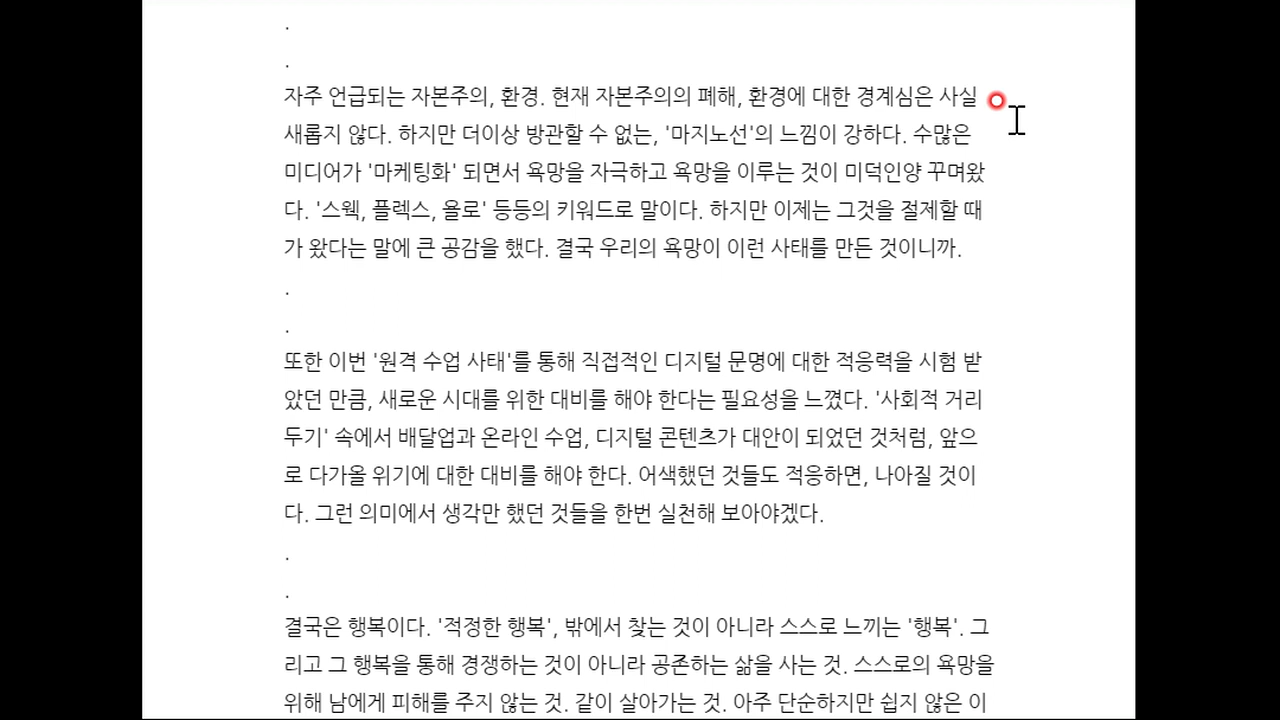 .
.
자주 언급되는 자본주의, 환경. 현재 자본주의의 폐해, 환경에 대한 경계심은 사실
새롭지 않다. 하지만 더이상 방관할 수 없는, '마지노선'의 느낌이 강하다. 수많은
미디어가 '마케팅화' 되면서 욕망을 자극하고 욕망을 이루는 것이 미덕인양 꾸며왔
다. '스웩, 플렉스, 욜로' 등등의 키워드로 말이다. 하지만 이제는 그것을 절제할 때
가 왔다는 말에 큰 공감을 했다. 결국 우리의 욕망이 이런 사태를 만든 것이니까.
.
.
또한 이번 '원격 수업 사태'를 통해 직접적인 디지털 문명에 대한 적응력을 시험 받
았던 만큼, 새로운 시대를 위한 대비를 해야 한다는 필요성을 느꼈다. '사회적 거리
두기' 속에서 배달업과 온라인 수업, 디지털 콘텐츠가 대안이 되었던 것처럼, 앞으
로 다가올 위기에 대한 대비를 해야 한다. 어색했던 것들도 적응하면, 나아질 것이
다. 그런 의미에서 생각만 했던 것들을 한번 실천해 보아야겠다.
.
.
결국은 행복이다. '적정한 행복', 밖에서 찾는 것이 아니라 스스로 느끼는 '행복'. 그
리고 그 행복을 통해 경쟁하는 것이 아니라 공존하는 삶을 사는 것. 스스로의 욕망을
위해 남에게 피해를 주지 않는 것. 같이 살아가는 것. 아주 단순하지만 쉽지 않은 이